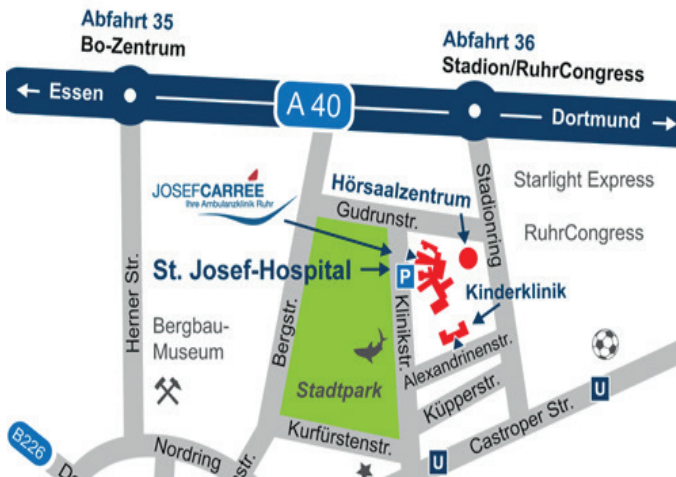 Abfahrt 35
Bo-Zentrum
Abfahrt 36
Stadion/RuhrCongress
← Essen
A 40
Dortmund →
JOSEFCARRÉE
Ihre Ambulanzklinik Ruhr
Hörsaalzentrum
Gudrunstr.
Stadionring
Starlight Express
RuhrCongress
St. Josef-Hospital
P
Kinderklinik
Herner Str.
Bergstr.
Klinikstr.
Bergbau-
Museum
Stadtpark
Alexandrinenstr.
Küpperstr.
U
Castroper Str.
Kurfürstenstr.
Nordring
B226
U